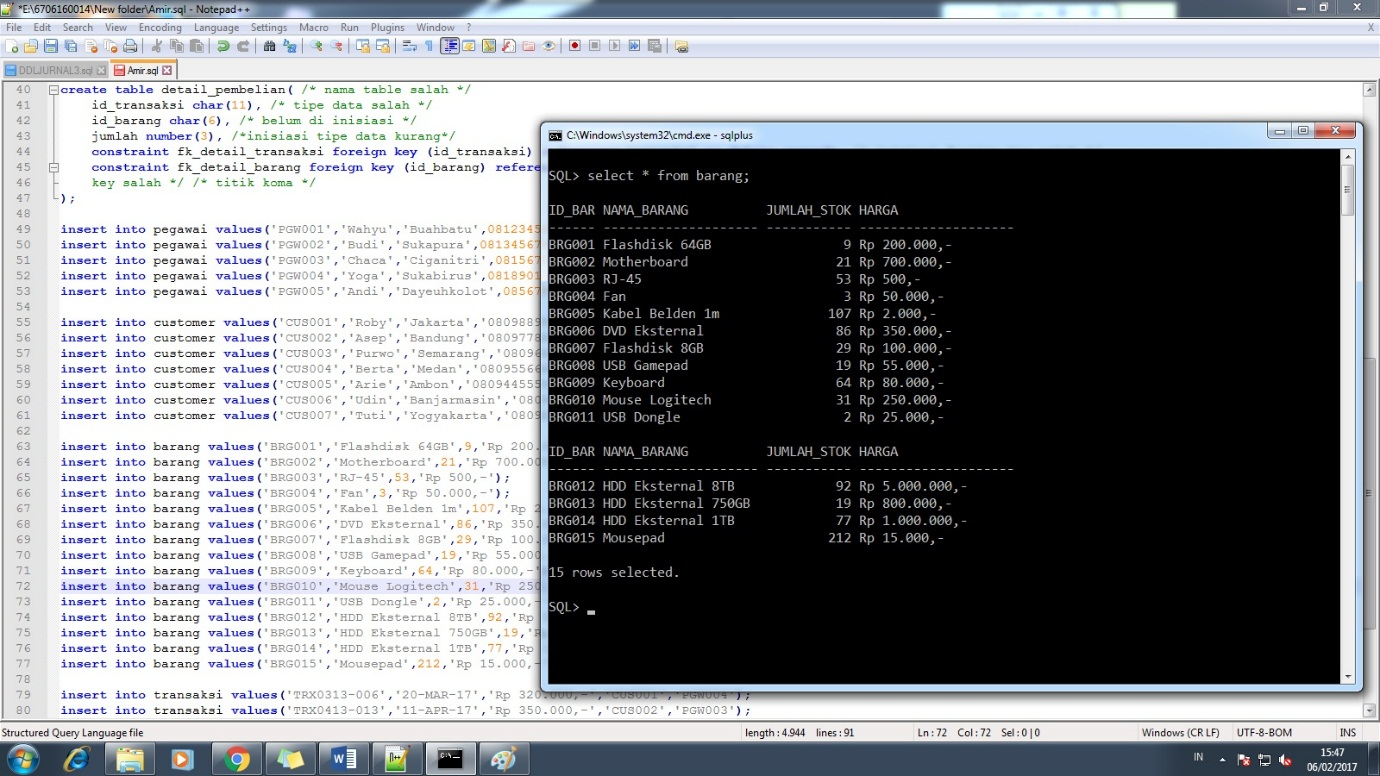 *E:\6706160014\New folder\Amir.sql - Notepad++
File Edit Search View Encoding Language Settings Macro Run Plugins Window ? X
DDLJURNAL3.sql Amir.sql
40 create table detail_pembelian( /* nama table salah */
41 id_transaksi char(11), /* tipe data salah */
42 id_barang char(6), /* belum di inisiasi */
43 jumlah number(3), /*inisiasi tipe data kurang*/
44 constraint fk_detail_transaksi foreign key (id_transaksi)
45 constraint fk_detail_barang foreign key (id_barang) refere
46 key salah */ /* titik koma */
47 );
48
49 insert into pegawai values('PGW001','Wahyu','Buahbatu',0812345
50 insert into pegawai values('PGW002','Budi','Sukapura',08134567
51 insert into pegawai values('PGW003','Chaca','Ciganitri',081567
52 insert into pegawai values('PGW004','Yoga','Sukabirus',0818901
53 insert into pegawai values('PGW005','Andi','Dayeuhkolot',08567
54
55 insert into customer values('CUS001','Roby','Jakarta','0809889
56 insert into customer values('CUS002','Asep','Bandung','0809778
57 insert into customer values('CUS003','Purwo','Semarang','08096
58 insert into customer values('CUS004','Berta','Medan','08095566
59 insert into customer values('CUS005','Arie','Ambon','080944555
60 insert into customer values('CUS006','Udin','Banjarmasin','080
61 insert into customer values('CUS007','Tuti','Yogyakarta','0809
62
63 insert into barang values('BRG001','Flashdisk 64GB',9,'Rp 200.
64 insert into barang values('BRG002','Motherboard',21,'Rp 700.00
65 insert into barang values('BRG003','RJ-45',53,'Rp 500,-');
66 insert into barang values('BRG004','Fan',3,'Rp 50.000,-');
67 insert into barang values('BRG005','Kabel Belden 1m',107,'Rp 2
68 insert into barang values('BRG006','DVD Eksternal',86,'Rp 350.
69 insert into barang values('BRG007','Flashdisk 8GB',29,'Rp 100.
70 insert into barang values('BRG008','USB Gamepad',19,'Rp 55.000
71 insert into barang values('BRG009','Keyboard',64,'Rp 80.000,-'
72 insert into barang values('BRG010','Mouse Logitech',31,'Rp 250
73 insert into barang values('BRG011','USB Dongle',2,'Rp 25.000,-
74 insert into barang values('BRG012','HDD Eksternal 8TB',92,'Rp
75 insert into barang values('BRG013','HDD Eksternal 750GB',19,'R
76 insert into barang values('BRG014','HDD Eksternal 1TB',77,'Rp
77 insert into barang values('BRG015','Mousepad',212,'Rp 15.000,-
78
79 insert into transaksi values('TRX0313-006','20-MAR-17','Rp 320.000,-','CUS001','PGW004');
80 insert into transaksi values('TRX0413-013','11-APR-17','Rp 350.000,-','CUS002','PGW003');
C:\Windows\system32\cmd.exe - sqlplus
SQL> select * from barang;
ID_BAR NAMA_BARANG JUMLAH_STOK HARGA
------ -------------------- ----------- --------------------
BRG001 Flashdisk 64GB 9 Rp 200.000,-
BRG002 Motherboard 21 Rp 700.000,-
BRG003 RJ-45 53 Rp 500,-
BRG004 Fan 3 Rp 50.000,-
BRG005 Kabel Belden 1m 107 Rp 2.000,-
BRG006 DVD Eksternal 86 Rp 350.000,-
BRG007 Flashdisk 8GB 29 Rp 100.000,-
BRG008 USB Gamepad 19 Rp 55.000,-
BRG009 Keyboard 64 Rp 80.000,-
BRG010 Mouse Logitech 31 Rp 250.000,-
BRG011 USB Dongle 2 Rp 25.000,-
ID_BAR NAMA_BARANG JUMLAH_STOK HARGA
------ -------------------- ----------- --------------------
BRG012 HDD Eksternal 8TB 92 Rp 5.000.000,-
BRG013 HDD Eksternal 750GB 19 Rp 800.000,-
BRG014 HDD Eksternal 1TB 77 Rp 1.000.000,-
BRG015 Mousepad 212 Rp 15.000,-
15 rows selected.
SQL> _
Structured Query Language file length : 4.944 lines : 91 Ln : 72 Col : 72 Sel : 0 | 0 Windows (CR LF) UTF-8-BOM INS
IN 15:47
06/02/2017